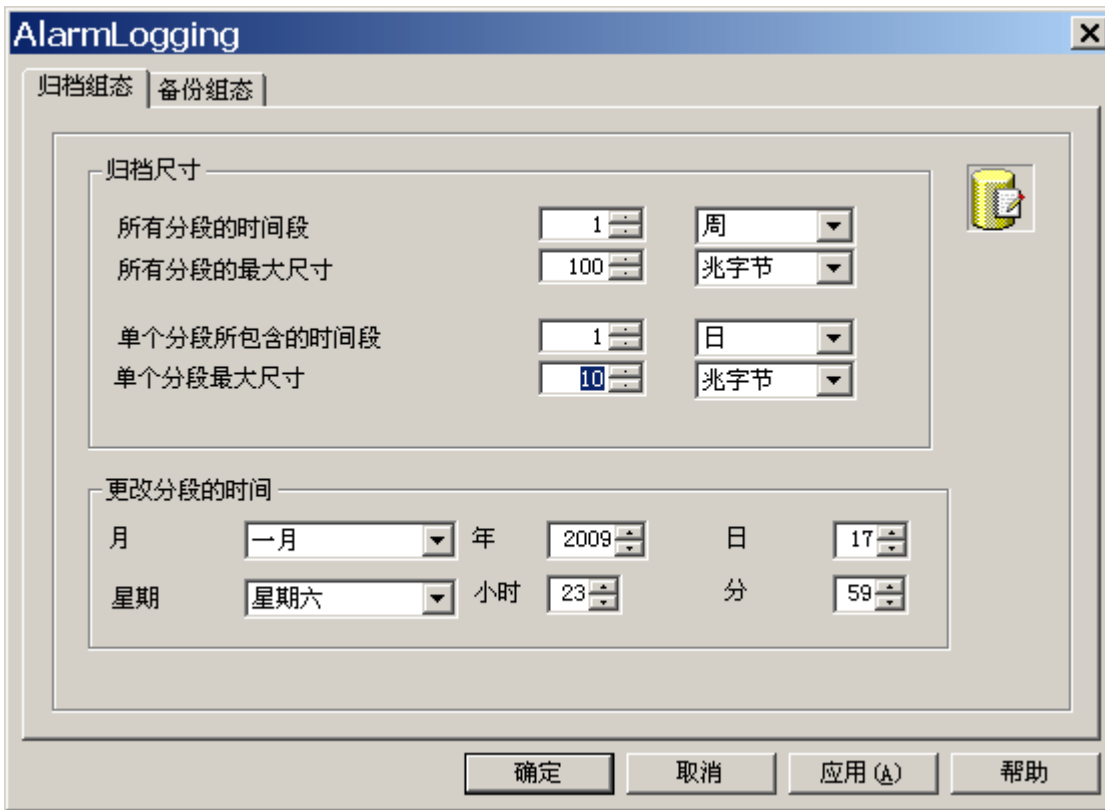 AlarmLogging
归档组态 备份组态
归档尺寸
所有分段的时间段 1 周
所有分段的最大尺寸 100 兆字节
单个分段所包含的时间段 1 日
单个分段最大尺寸 10 兆字节
更改分段的时间
月 一月 年 2009 日 17
星期 星期六 小时 23 分 59
确定 取消 应用(A) 帮助